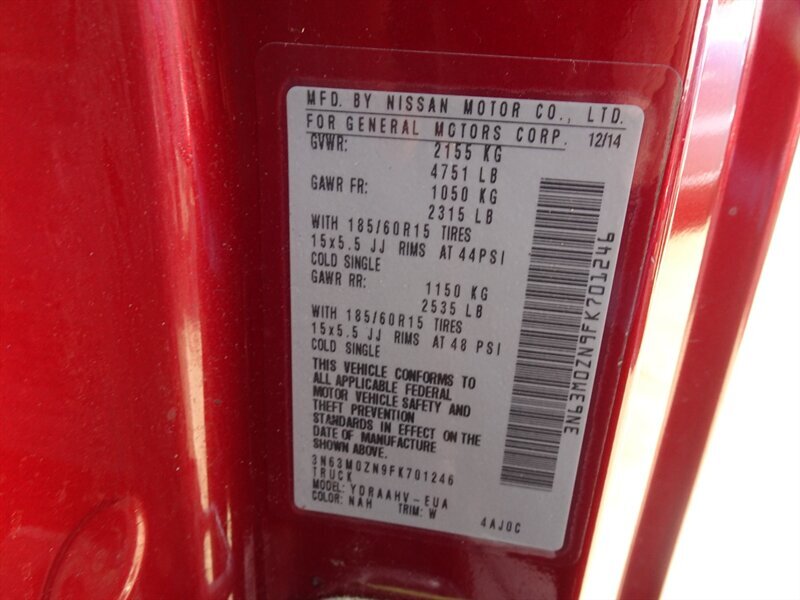 MFD. BY NISSAN MOTOR CO., LTD.
FOR GENERAL MOTORS CORP. 12/14
GVWR: 2155 KG
4751 LB
GAWR FR: 1050 KG
2315 LB
WITH 185/60R15 TIRES
15x5.5 JJ RIMS AT 44PSI
COLD SINGLE
GAWR RR: 1150 KG
2535 LB
WITH 185/60R15 TIRES
15x5.5 JJ RIMS AT 48 PSI
COLD SINGLE
THIS VEHICLE CONFORMS TO
ALL APPLICABLE FEDERAL
MOTOR VEHICLE SAFETY AND
THEFT PREVENTION
STANDARDS IN EFFECT ON THE
DATE OF MANUFACTURE
SHOWN ABOVE.
3N63M0ZN9FK701246
TRUCK
MODEL: YDRAAHV-EUA
COLOR: NAH TRIM: W
4AJ0C
3N63M0ZN9FK701246